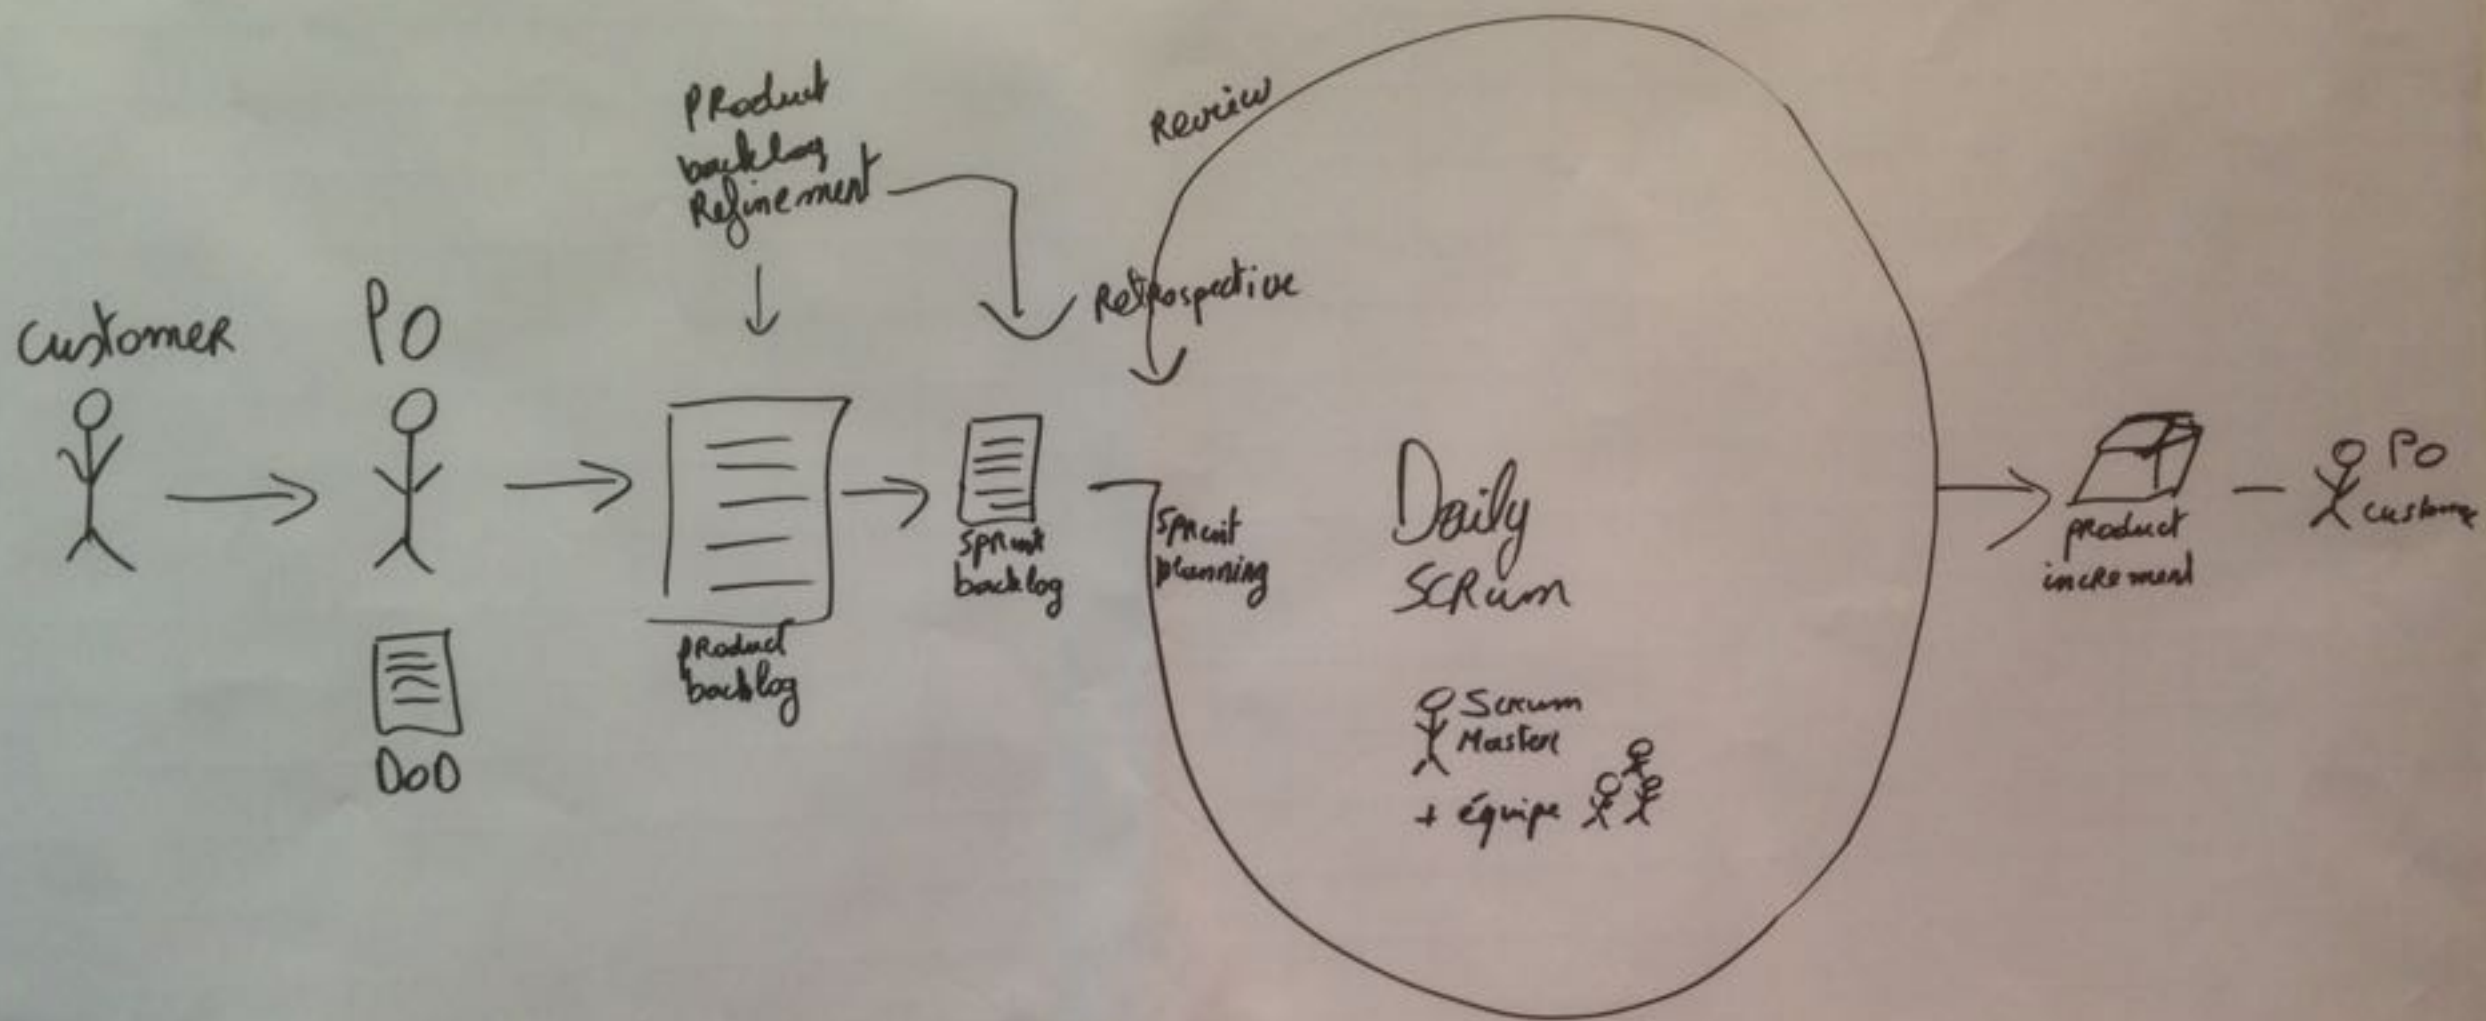 Customer
PO
DoD
PRoduct
backlog
Refinement
pRoduct
backlog
SpRint
backlog
Review
RetRospective
SpRint
planning
Daily
SCRum
Scrum
Master
+ équipe
product
increment
PO
customer